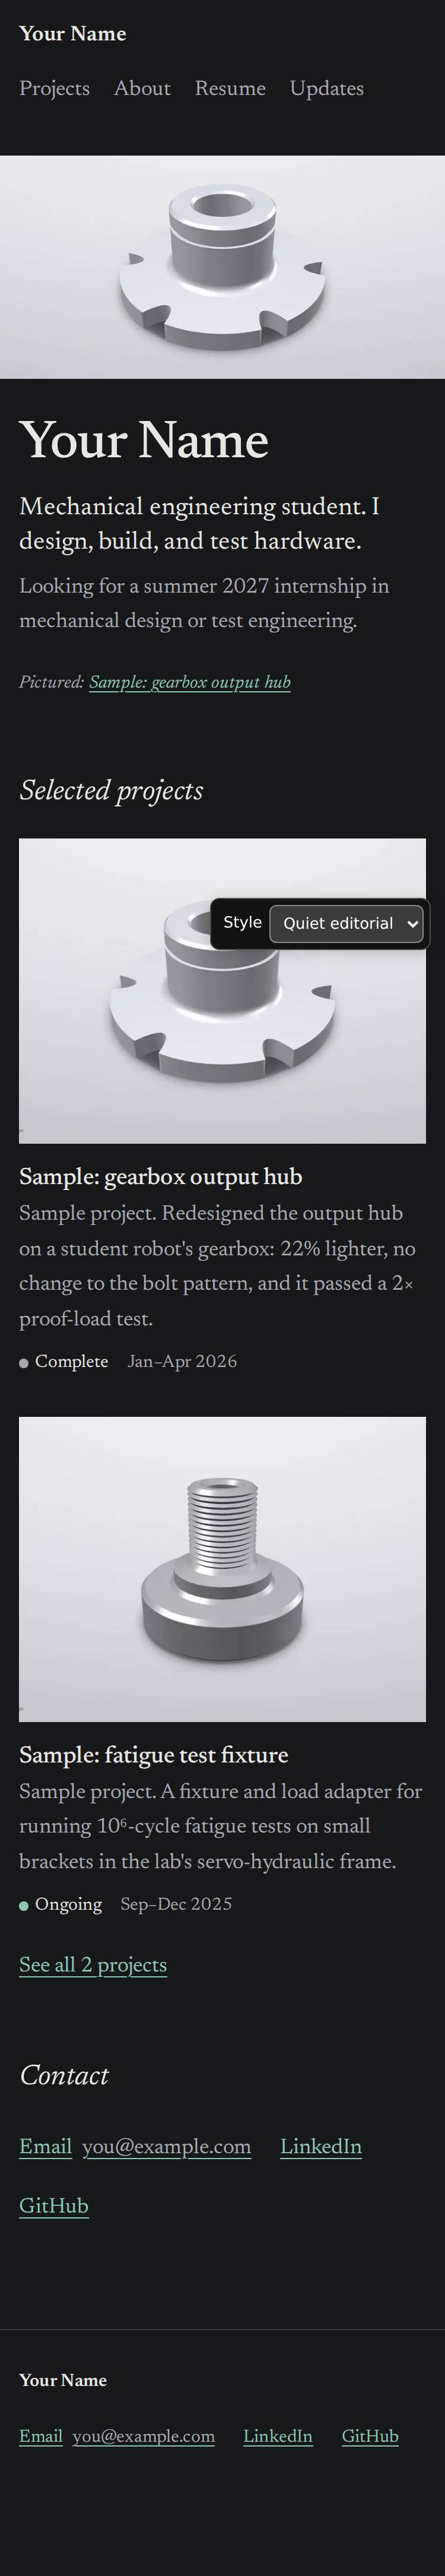 Your Name
Projects About Resume Updates
Your Name
Mechanical engineering student. I
design, build, and test hardware.
Looking for a summer 2027 internship in
mechanical design or test engineering.
Pictured: Sample: gearbox output hub
Selected projects
Style Quiet editorial
Sample: gearbox output hub
Sample project. Redesigned the output hub
on a student robot's gearbox: 22% lighter, no
change to the bolt pattern, and it passed a 2×
proof-load test.
Complete Jan–Apr 2026
Sample: fatigue test fixture
Sample project. A fixture and load adapter for
running 10⁶-cycle fatigue tests on small
brackets in the lab's servo-hydraulic frame.
Ongoing Sep–Dec 2025
See all 2 projects
Contact
Email you@example.com LinkedIn
GitHub
Your Name
Email you@example.com LinkedIn GitHub